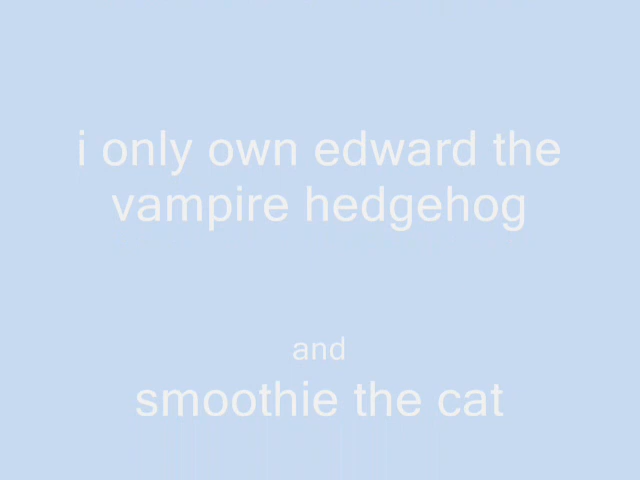 i only own edward the
vampire hedgehog
and
smoothie the cat